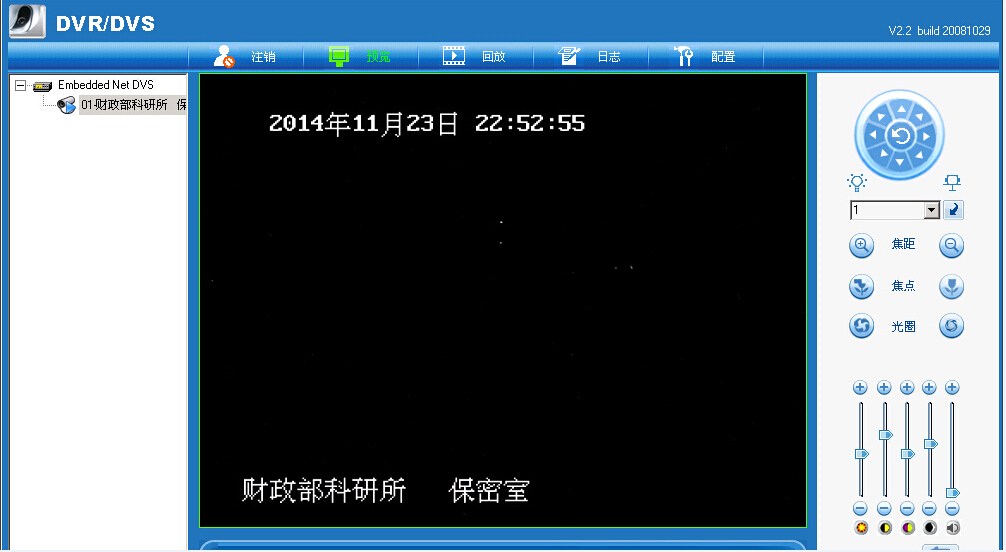 DVR/DVS
V2.2 build 20081029
注销
预览
回放
日志
配置
Embedded Net DVS
01财政部科研所 保
2014年11月23日 22:52:55
1
焦距
焦点
光圈
财政部科研所 保密室